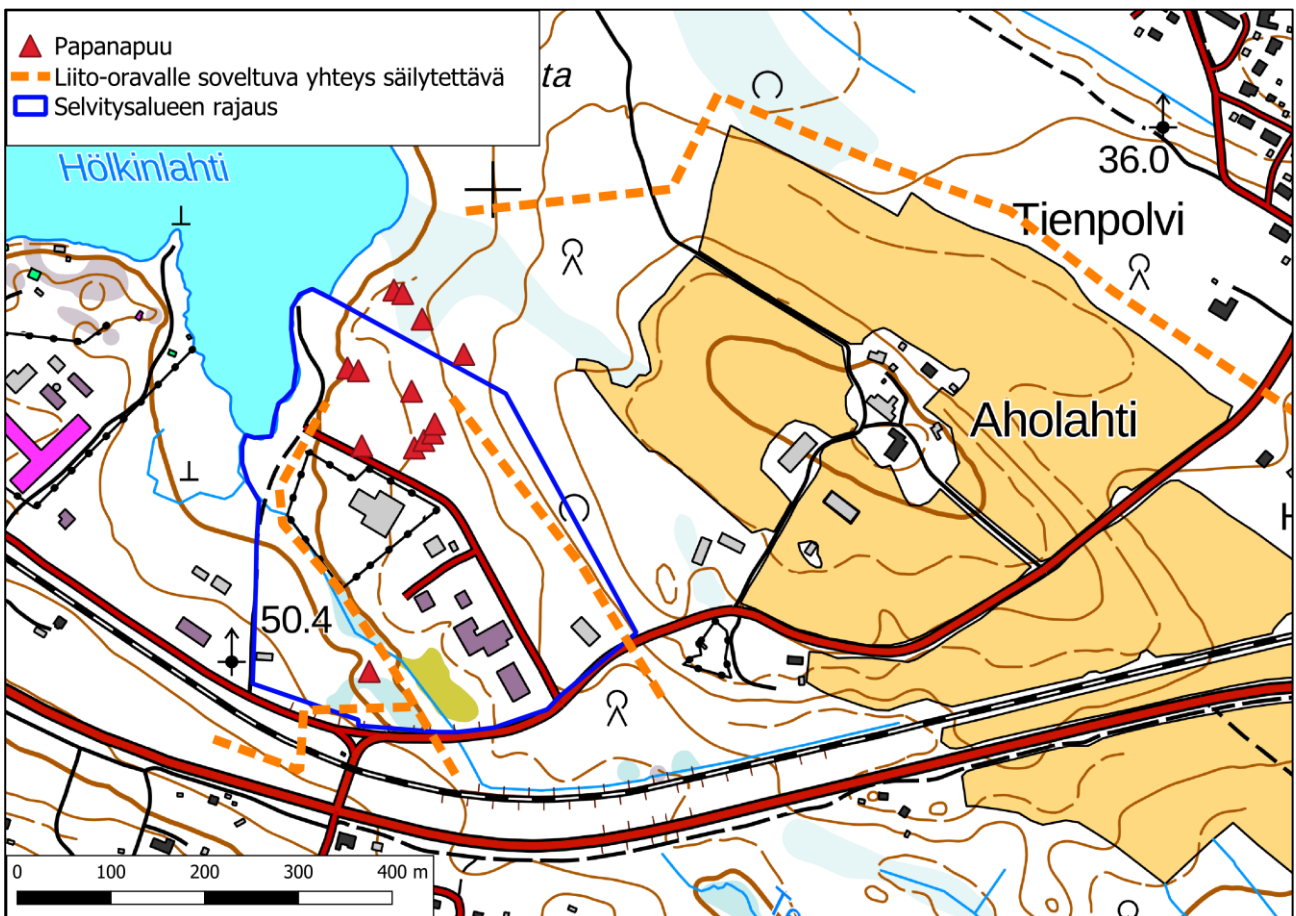 Papanapuu
Liito-oravalle soveltuva yhteys säilytettävä
Selvitysalueen rajaus
ta
Hölkinlahti
36.0
Tienpolvi
Aholahti
H
50.4
0 100 200 300 400 m
Te